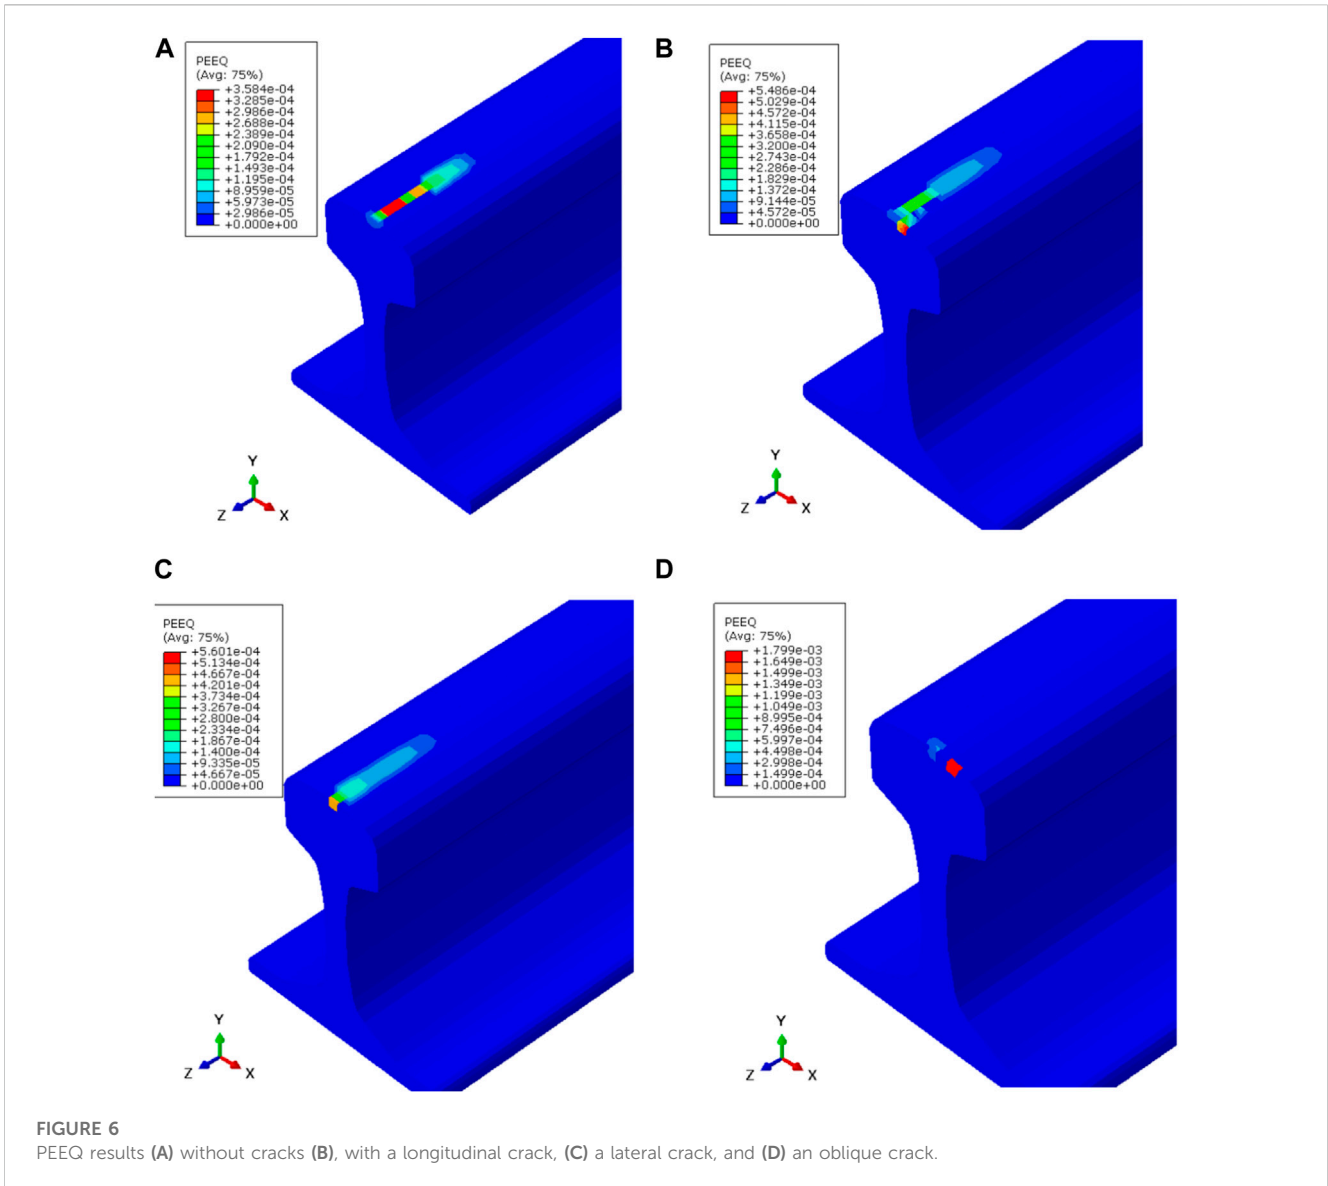 A
PEEQ
(Avg: 75%)
+3.584e-04
+3.285e-04
+2.986e-04
+2.688e-04
+2.389e-04
+2.090e-04
+1.792e-04
+1.493e-04
+1.195e-04
+8.959e-05
+5.973e-05
+2.986e-05
+0.000e+00
Y
Z
X
B
PEEQ
(Avg: 75%)
+5.486e-04
+5.029e-04
+4.572e-04
+4.115e-04
+3.658e-04
+3.200e-04
+2.743e-04
+2.286e-04
+1.829e-04
+1.372e-04
+9.144e-05
+4.572e-05
+0.000e+00
Y
Z
X
C
PEEQ
(Avg: 75%)
+5.601e-04
+5.134e-04
+4.667e-04
+4.201e-04
+3.734e-04
+3.267e-04
+2.800e-04
+2.334e-04
+1.867e-04
+1.400e-04
+9.335e-05
+4.667e-05
+0.000e+00
Y
Z
X
D
PEEQ
(Avg: 75%)
+1.799e-03
+1.649e-03
+1.499e-03
+1.349e-03
+1.199e-03
+1.049e-03
+8.995e-04
+7.496e-04
+5.997e-04
+4.498e-04
+2.998e-04
+1.499e-04
+0.000e+00
Y
Z
X
FIGURE 6
PEEQ results (A) without cracks (B), with a longitudinal crack, (C) a lateral crack, and (D) an oblique crack.